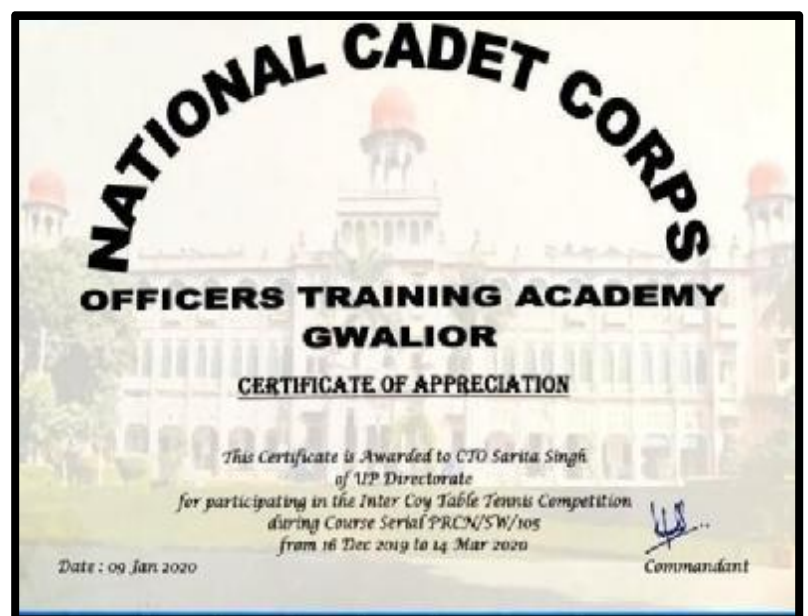 NATIONAL CADET CORPS
OFFICERS TRAINING ACADEMY
GWALIOR
CERTIFICATE OF APPRECIATION
This Certificate is Awarded to CTO Sarita Singh
of UP Directorate
for participating in the Inter Coy Table Tennis Competition
during Course Serial PRCN/SW/105
from 16 Dec 2019 to 14 Mar 2020
Date : 09 Jan 2020
Commandant